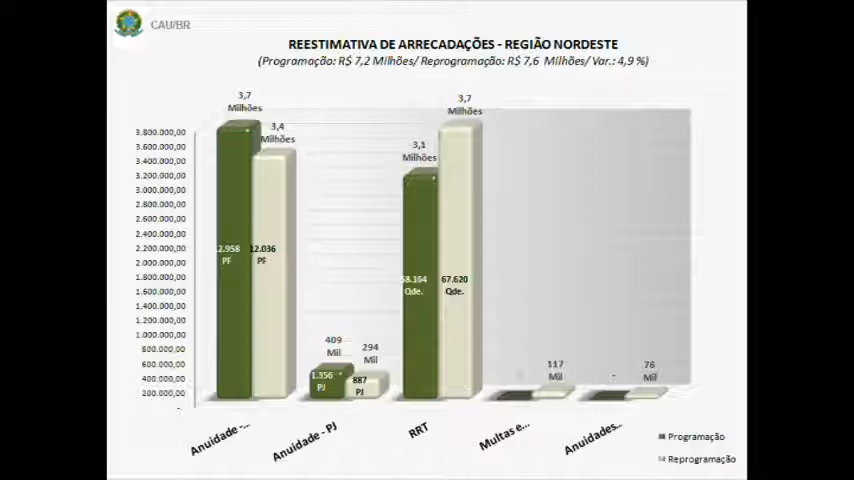 CAU/BR
REESTIMATIVA DE ARRECADAÇÕES - REGIÃO NORDESTE
(Programação: R$ 7,2 Milhões/ Reprogramação: R$ 7,6 Milhões/ Var.: 4,9 %)
3,7
Milhões
3,4
Milhões
3,1
Milhões
3,7
Milhões
3.800.000,00
3.600.000,00
3.400.000,00
3.200.000,00
3.000.000,00
2.800.000,00
2.600.000,00
2.400.000,00
2.200.000,00
2.000.000,00
1.800.000,00
1.600.000,00
1.400.000,00
1.200.000,00
1.000.000,00
800.000,00
600.000,00
400.000,00
200.000,00
-
2.958
PF
12.036
PF
409
Mil
294
Mil
1.356
PJ
887
PJ
58.164
Qde.
67.620
Qde.
117
Mil
-
76
Mil
Anuidade -...
Anuidade - PJ
RRT
Multas e...
Anuidades...
Programação
Reprogramação